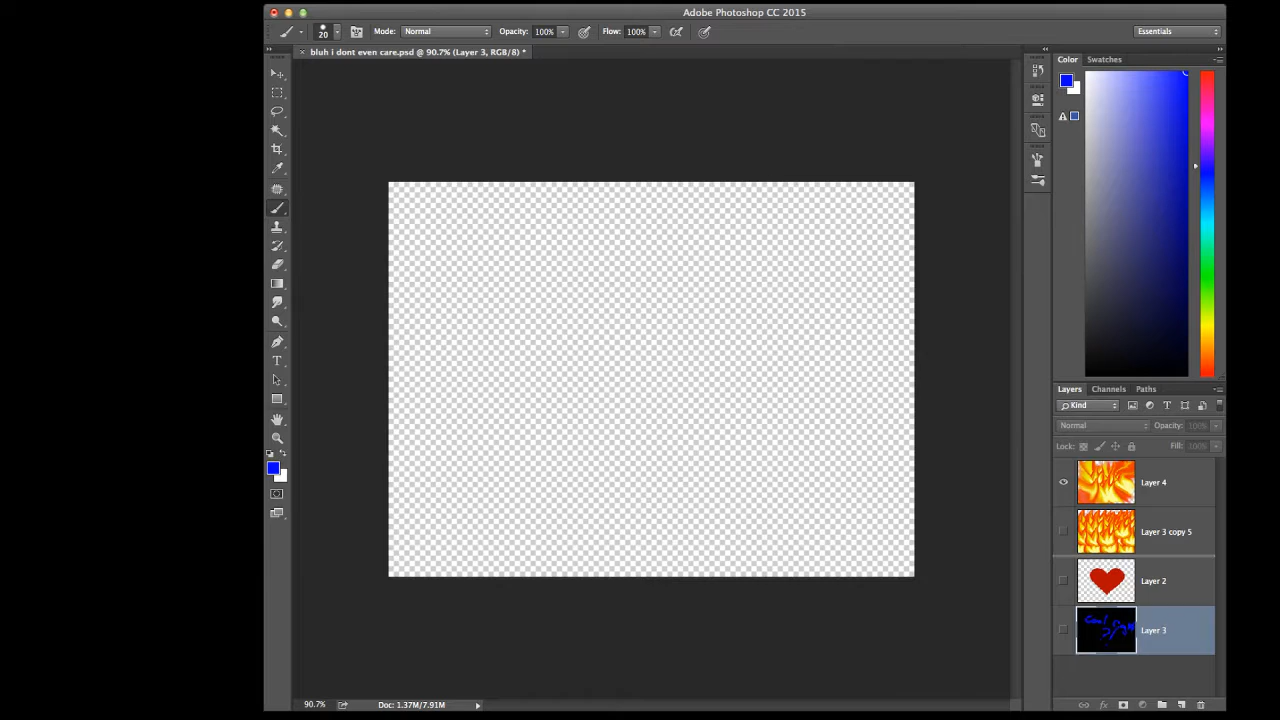 Adobe Photoshop CC 2015
20 Mode: Normal Opacity: 100% Flow: 100% Essentials
bluh i dont even care.psd @ 90.7% (Layer 3, RGB/8) *
Color Swatches
Layers Channels Paths
Kind
Normal Opacity: 100%
Lock: Fill: 100%
Layer 4
Layer 3 copy 5
Layer 2
Layer 3
90.7% Doc: 1.37M/7.91M